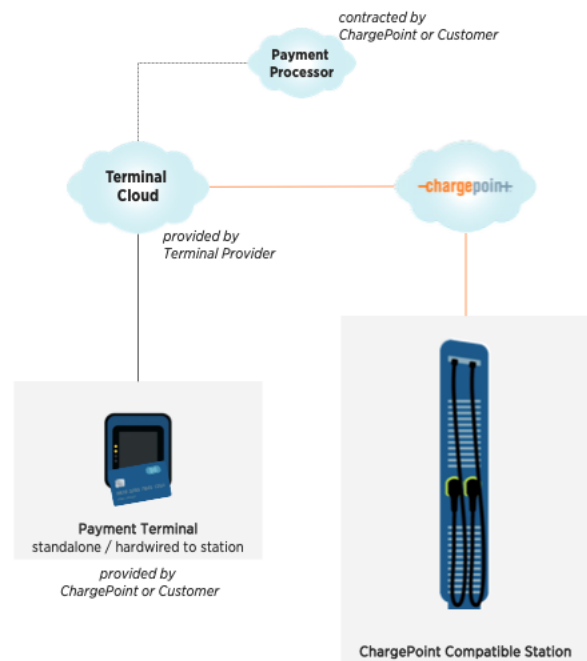 contracted by
ChargePoint or Customer
Payment
Processor
Terminal
Cloud
-chargepoin+
provided by
Terminal Provider
Payment Terminal
standalone / hardwired to station
provided by
ChargePoint or Customer
ChargePoint Compatible Station